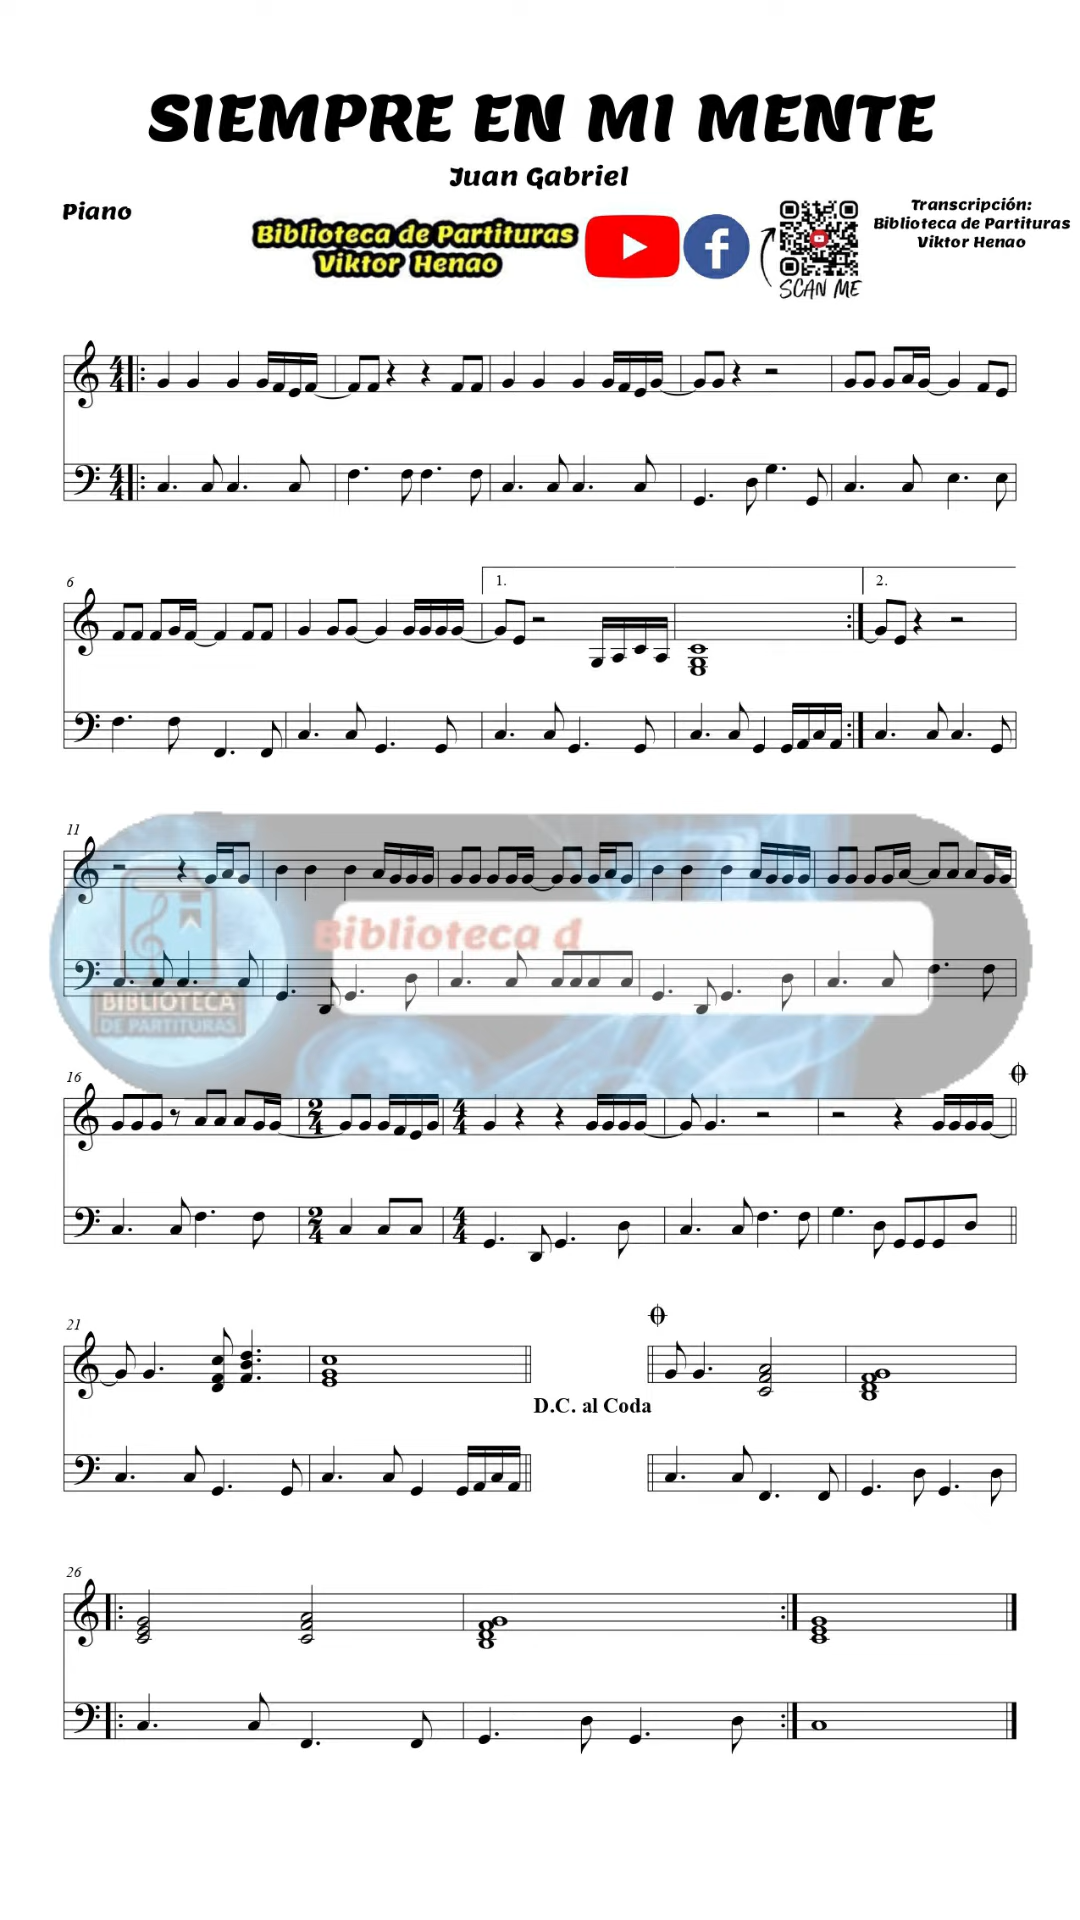 SIEMPRE EN MI MENTE
Juan Gabriel
Piano
Biblioteca de Partituras
Viktor Henao
SCAN ME
Transcripción:
Biblioteca de Partituras
Viktor Henao
6
1.
2.
11
Biblioteca d
BIBLIOTECA
DE PARTITURAS
16
21
D.C. al Coda
26